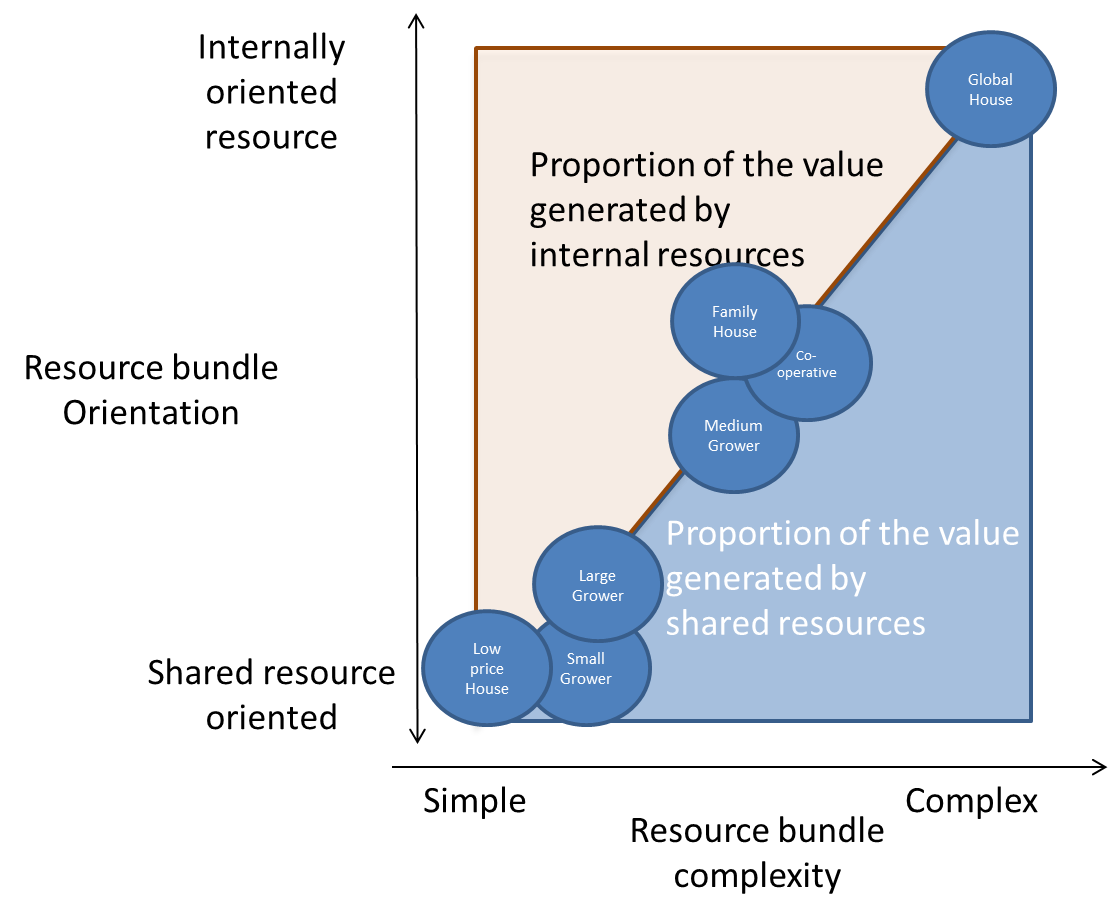 Internally
oriented
resource
Global
House
Proportion of the value
generated by
internal resources
Family
House
Co-
operative
Resource bundle
Orientation
Medium
Grower
Proportion of the value
generated by
shared resources
Large
Grower
Low
price
House
Small
Grower
Shared resource
oriented
Simple
Complex
Resource bundle
complexity